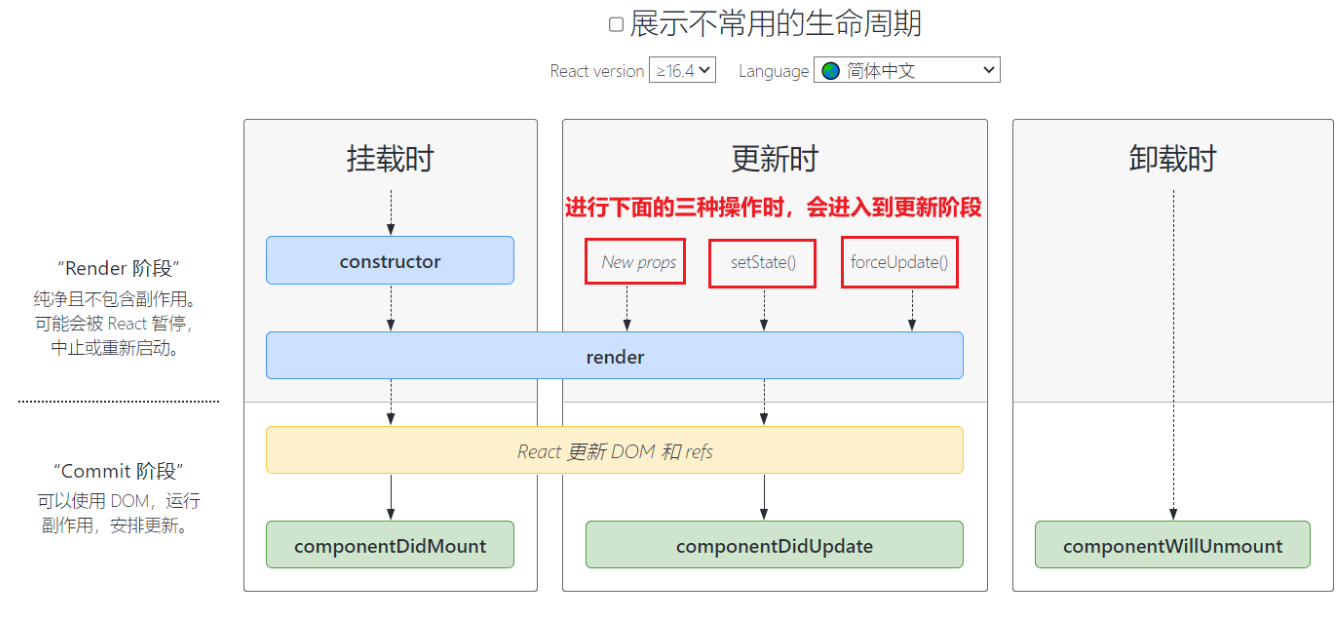 展示不常用的生命周期
React version ≥16.4 Language 简体中文
挂载时
更新时
卸载时
进行下面的三种操作时，会进入到更新阶段
“Render 阶段”
纯净且不包含副作用。
可能会被 React 暂停，
中止或重新启动。
constructor
New props
setState()
forceUpdate()
render
“Commit 阶段”
可以使用 DOM，运行
副作用，安排更新。
React 更新 DOM 和 refs
componentDidMount
componentDidUpdate
componentWillUnmount